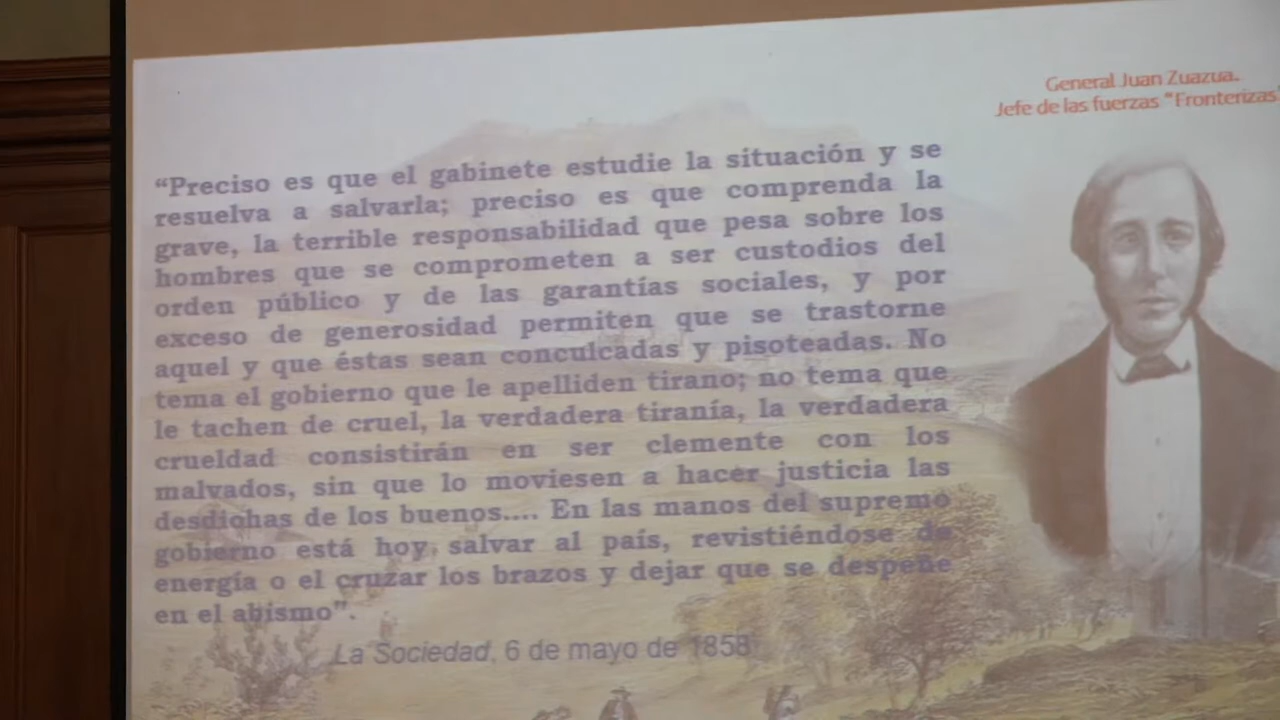 General Juan Zuazua.
Jefe de las fuerzas "Fronterizas"
"Preciso es que el gabinete estudie la situación y se
resuelva a salvarla; preciso es que comprenda la
grave, la terrible responsabilidad que pesa sobre los
hombres que se comprometen a ser custodios del
orden público y de las garantías sociales, y por
exceso de generosidad permiten que se trastorne
aquel y que éstas sean conculcadas y pisoteadas. No
tema el gobierno que le apelliden tirano; no tema que
le tachen de cruel, la verdadera tiranía, la verdadera
crueldad consistirán en ser clemente con los
malvados, sin que lo moviesen a hacer justicia las
desdichas de los buenos.... En las manos del supremo
gobierno está hoy, salvar al país, revistiéndose de
energía o el cruzar los brazos y dejar que se despeñe
en el abismo".
La Sociedad, 6 de mayo de 1858